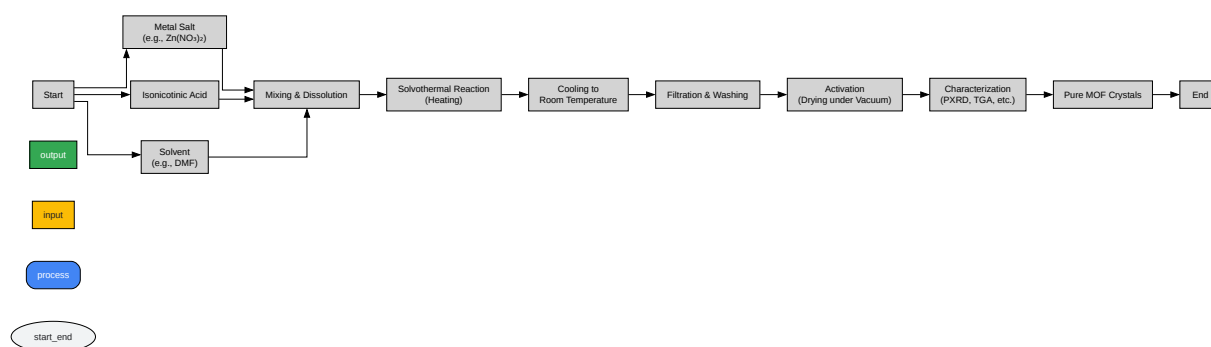 Metal Salt
(e.g., Zn(NO₃)₂)
Start
Isonicotinic Acid
Mixing & Dissolution
Solvothermal Reaction
(Heating)
Cooling to
Room Temperature
Filtration & Washing
Activation
(Drying under Vacuum)
Characterization
(PXRD, TGA, etc.)
Pure MOF Crystals
End
Solvent
(e.g., DMF)
output
input
process
start_end